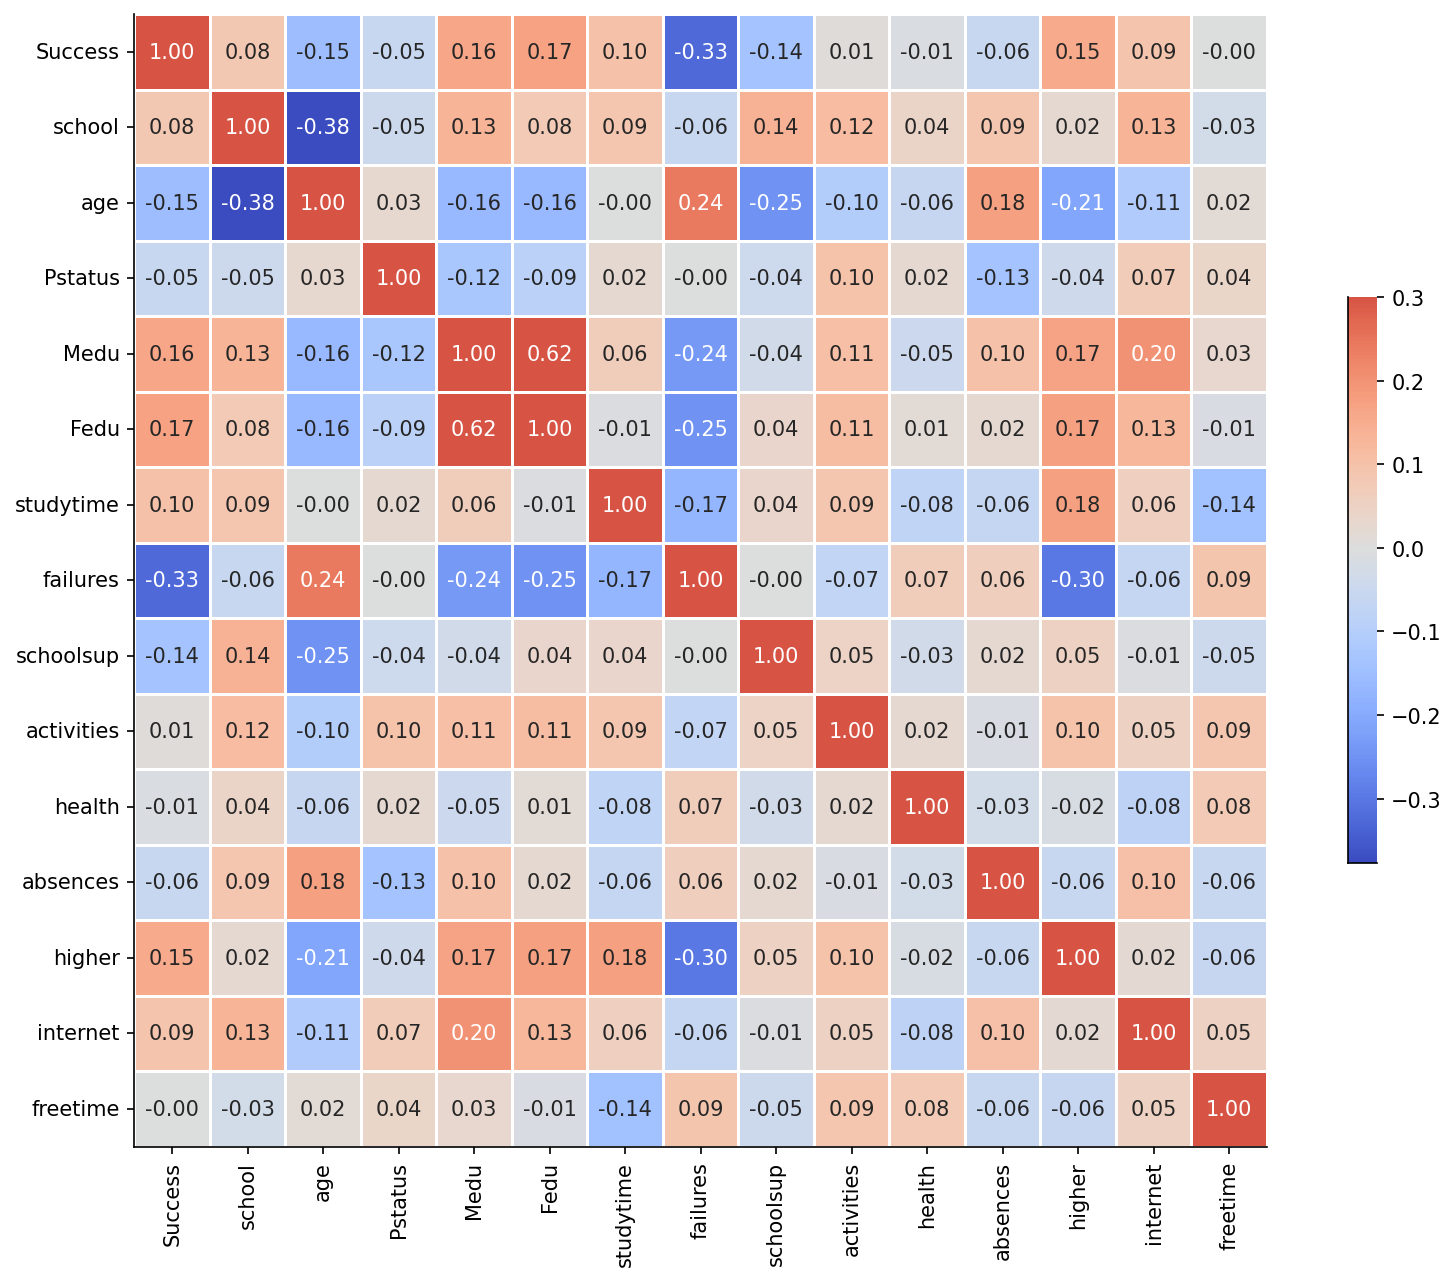 Success 1.00 0.08 -0.15 -0.05 0.16 0.17 0.10 -0.33 -0.14 0.01 -0.01 -0.06 0.15 0.09 -0.00
school 0.08 1.00 -0.38 -0.05 0.13 0.08 0.09 -0.06 0.14 0.12 0.04 0.09 0.02 0.13 -0.03
age -0.15 -0.38 1.00 0.03 -0.16 -0.16 -0.00 0.24 -0.25 -0.10 -0.06 0.18 -0.21 -0.11 0.02
Pstatus -0.05 -0.05 0.03 1.00 -0.12 -0.09 0.02 -0.00 -0.04 0.10 0.02 -0.13 -0.04 0.07 0.04
Medu 0.16 0.13 -0.16 -0.12 1.00 0.62 0.06 -0.24 -0.04 0.11 -0.05 0.10 0.17 0.20 0.03
Fedu 0.17 0.08 -0.16 -0.09 0.62 1.00 -0.01 -0.25 0.04 0.11 0.01 0.02 0.17 0.13 -0.01
studytime 0.10 0.09 -0.00 0.02 0.06 -0.01 1.00 -0.17 0.04 0.09 -0.08 -0.06 0.18 0.06 -0.14
failures -0.33 -0.06 0.24 -0.00 -0.24 -0.25 -0.17 1.00 -0.00 -0.07 0.07 0.06 -0.30 -0.06 0.09
schoolsup -0.14 0.14 -0.25 -0.04 -0.04 0.04 0.04 -0.00 1.00 0.05 -0.03 0.02 0.05 -0.01 -0.05
activities 0.01 0.12 -0.10 0.10 0.11 0.11 0.09 -0.07 0.05 1.00 0.02 -0.01 0.10 0.05 0.09
health -0.01 0.04 -0.06 0.02 -0.05 0.01 -0.08 0.07 -0.03 0.02 1.00 -0.03 -0.02 -0.08 0.08
absences -0.06 0.09 0.18 -0.13 0.10 0.02 -0.06 0.06 0.02 -0.01 -0.03 1.00 -0.06 0.10 -0.06
higher 0.15 0.02 -0.21 -0.04 0.17 0.17 0.18 -0.30 0.05 0.10 -0.02 -0.06 1.00 0.02 -0.06
internet 0.09 0.13 -0.11 0.07 0.20 0.13 0.06 -0.06 -0.01 0.05 -0.08 0.10 0.02 1.00 0.05
freetime -0.00 -0.03 0.02 0.04 0.03 -0.01 -0.14 0.09 -0.05 0.09 0.08 -0.06 -0.06 0.05 1.00
Success school age Pstatus Medu Fedu studytime failures schoolsup activities health absences higher internet freetime
0.3
0.2
0.1
0.0
−0.1
−0.2
−0.3